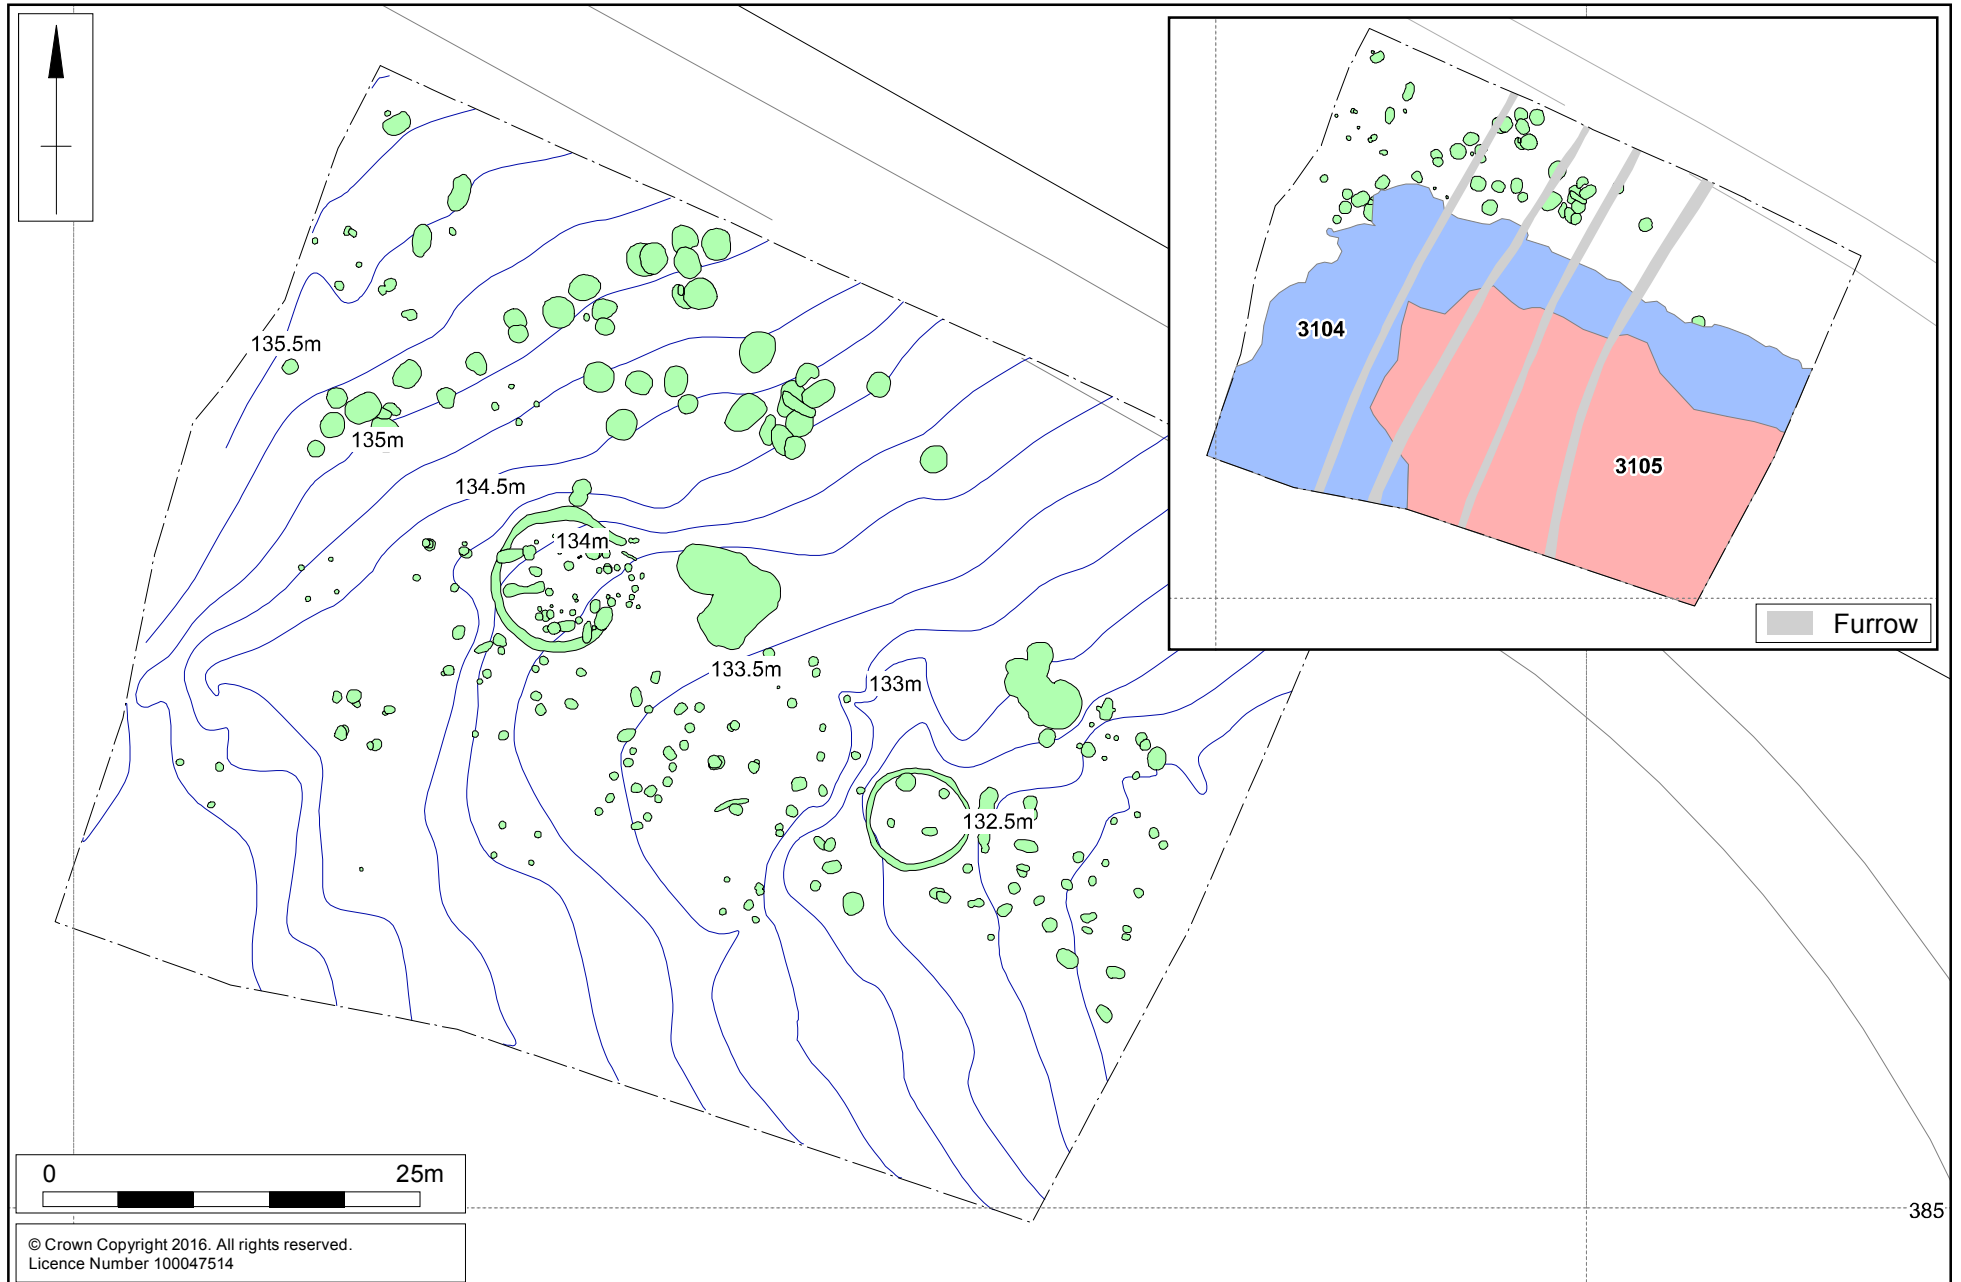 3104
3105
Furrow
135.5m
135m
134.5m
134m
133.5m
133m
132.5m
0 25m
385
© Crown Copyright 2016. All rights reserved.
Licence Number 100047514